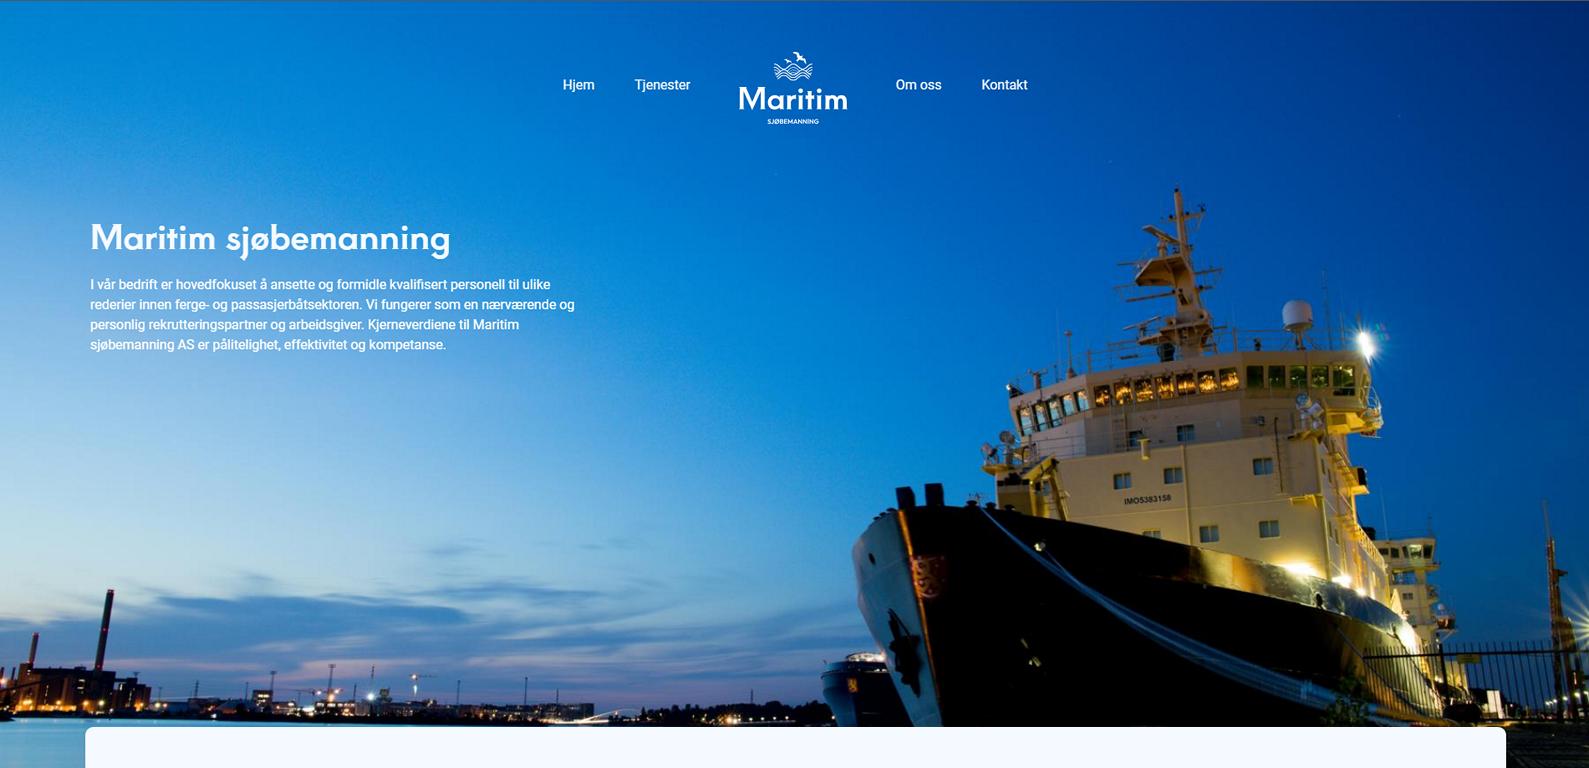 Hjem
Tjenester
Maritim
SJØBEMANNING
Om oss
Kontakt
Maritim sjøbemanning
I vår bedrift er hovedfokuset å ansette og formidle kvalifisert personell til ulike
rederier innen ferge- og passasjerbåtsektoren. Vi fungerer som en nærværende og
personlig rekrutteringspartner og arbeidsgiver. Kjerneverdiene til Maritim
sjøbemanning AS er pålitelighet, effektivitet og kompetanse.
IMO5383158